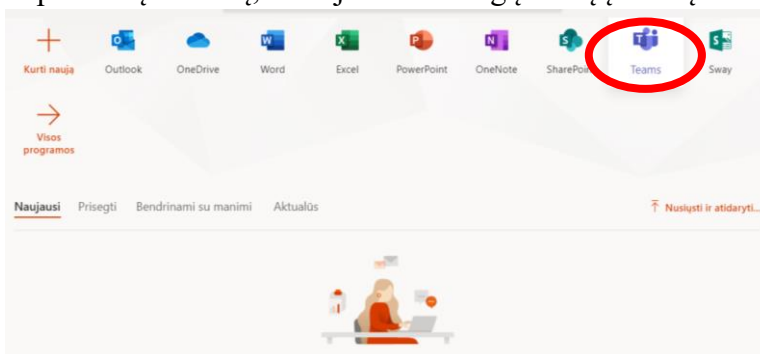 Kurti naują Outlook OneDrive Word Excel PowerPoint OneNote Teams Sway
Visos
programos
Naujausi Prisegti Bendrinami su manimi Aktualūs Nusiųsti ir atidaryti...